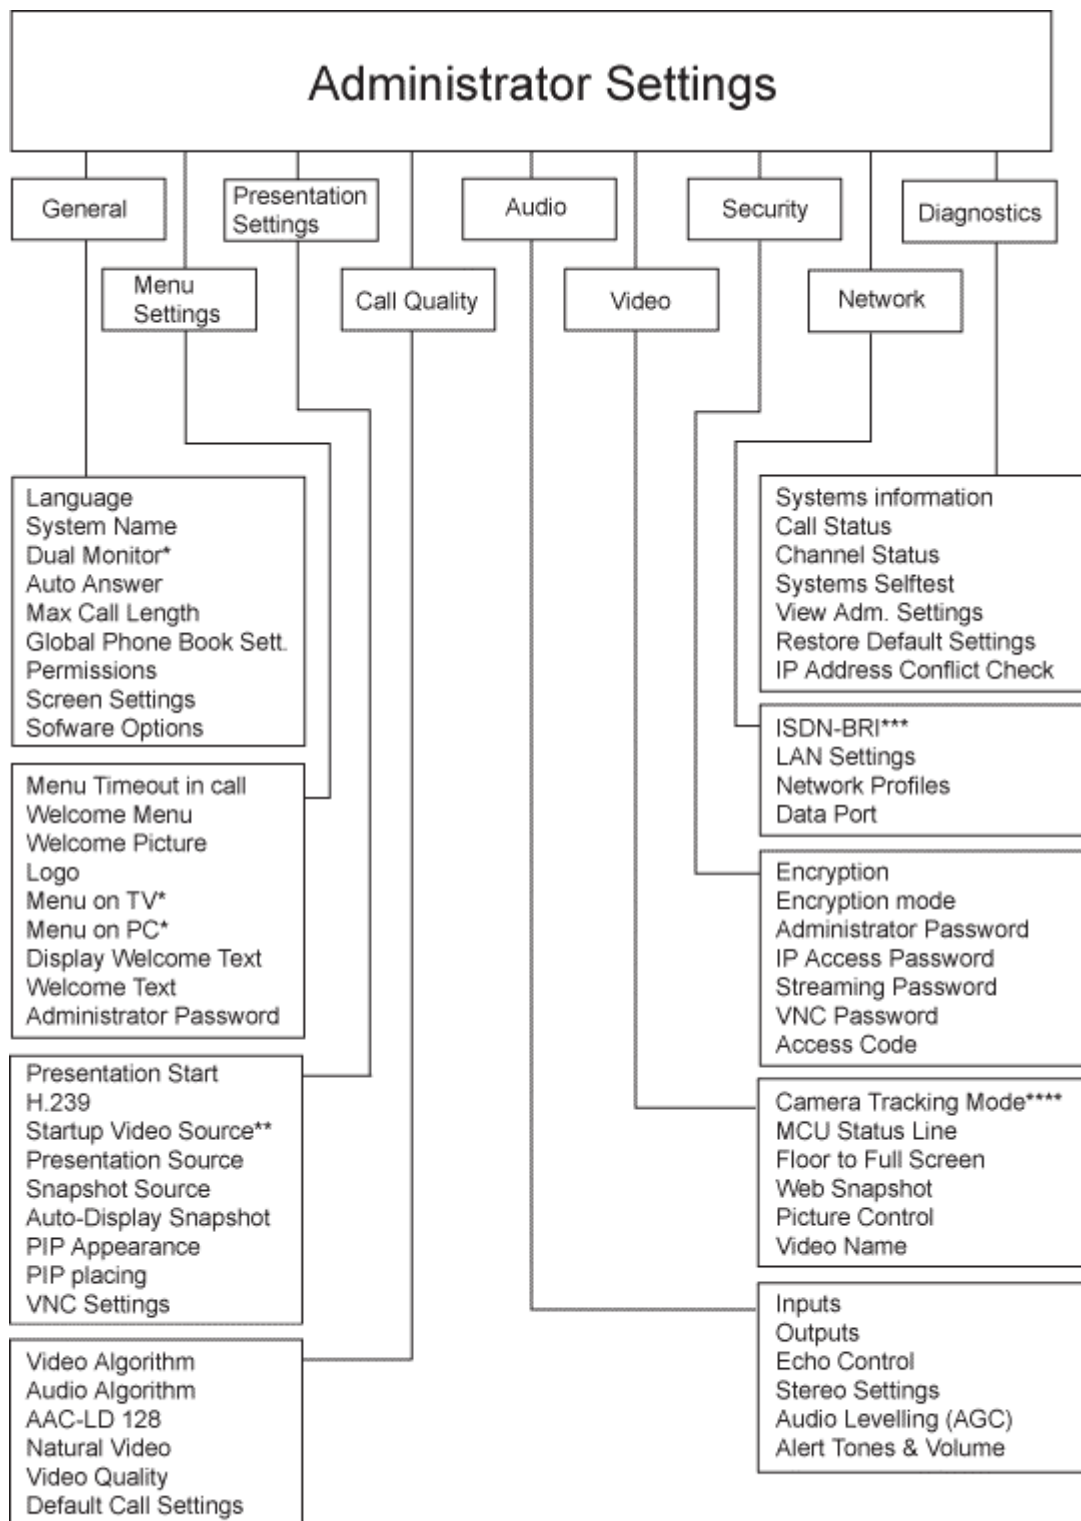 Administrator Settings
General
Presentation
Settings
Audio
Security
Diagnostics
Menu
Settings
Call Quality
Video
Network
Language
System Name
Dual Monitor*
Auto Answer
Max Call Length
Global Phone Book Sett.
Permissions
Screen Settings
Sofware Options
Menu Timeout in call
Welcome Menu
Welcome Picture
Logo
Menu on TV*
Menu on PC*
Display Welcome Text
Welcome Text
Administrator Password
Presentation Start
H.239
Startup Video Source**
Presentation Source
Snapshot Source
Auto-Display Snapshot
PIP Appearance
PIP placing
VNC Settings
Video Algorithm
Audio Algorithm
AAC-LD 128
Natural Video
Video Quality
Default Call Settings
Systems information
Call Status
Channel Status
Systems Selftest
View Adm. Settings
Restore Default Settings
IP Address Conflict Check
ISDN-BRI***
LAN Settings
Network Profiles
Data Port
Encryption
Encryption mode
Administrator Password
IP Access Password
Streaming Password
VNC Password
Access Code
Camera Tracking Mode****
MCU Status Line
Floor to Full Screen
Web Snapshot
Picture Control
Video Name
Inputs
Outputs
Echo Control
Stereo Settings
Audio Levelling (AGC)
Alert Tones & Volume